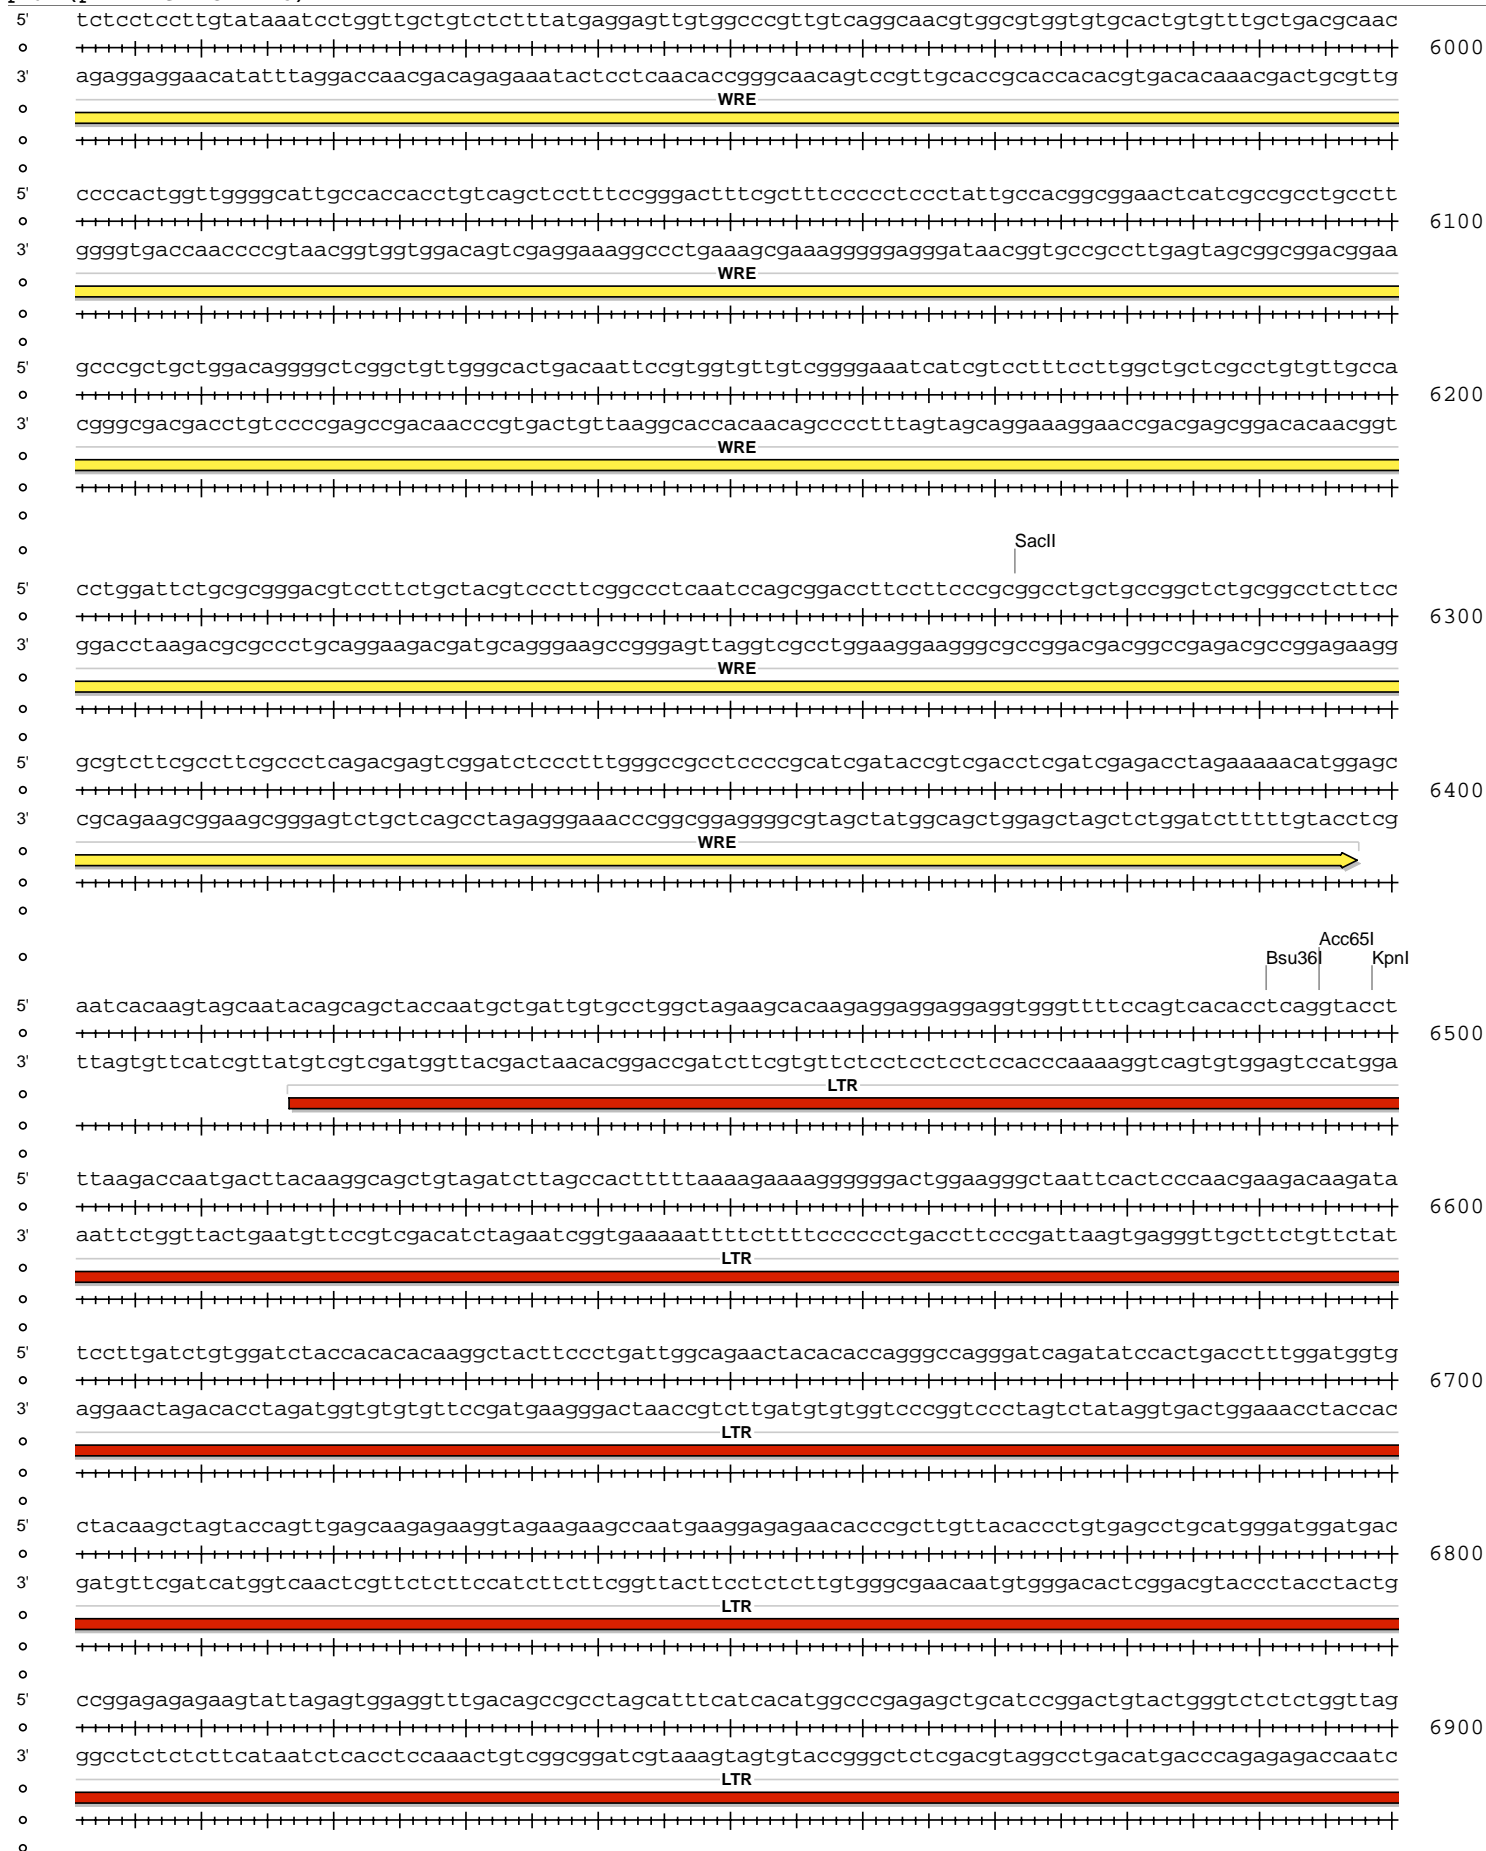 5' tctcctccttgtataaatcctggttgctgtctctttatgaggagttgtggcccgttgtcaggcaacgtggcgtggtgtgcactgtgtttgctgacgcaac
6000
3' agaggaggaacatatttaggaccaacgacagagaaatactcctcaacaccgggcaacagtccgttgcaccgcaccacacgtgacacaaacgactgcgttg
WRE
5' ccccactggttggggcattgccaccacctgtcagctcctttccgggactttcgctttccccctccctattgccacggcggaactcatcgccgcctgcctt
6100
3' ggggtgaccaaccccgtaacggtggtggacagtcgaggaaaggccctgaaagcgaaagggggagggataacggtgccgccttgagtagcggcggacggaa
WRE
5' gcccgctgctggacaggggctcggctgttgggcactgacaattccgtggtgttgtcggggaaatcatcgtcctttccttggctgctcgcctgtgttgcca
6200
3' cgggcgacgacctgtccccgagccgacaacccgtgactgttaaggcaccacaacagcccctttagtagcaggaaaggaaccgacgagcggacacaacggt
WRE
SacII
5' cctggattctgcgcgggacgtccttctgctacgtcccttcggccctcaatccagcggaccttccttcccgcggcctgctgccggctctgcggcctcttcc
6300
3' ggacctaagacgcgccctgcaggaagacgatgcagggaagccgggagttaggtcgcctggaaggaagggcgccggacgacggccgagacgccggagaagg
WRE
5' gcgtcttcgccttcgccctcagacgagtcggatctccctttgggccgcctccccgcatcgataccgtcgacctcgatcgagacctagaaaaacatggagc
6400
3' cgcagaagcggaagcgggagtctgctcagcctagagggaaacccggcggaggggcgtagctatggcagctggagctagctctggatctttttgtacctcg
WRE
Acc65I
Bsu36I KpnI
5' aatcacaagtagcaatacagcagctaccaatgctgattgtgcctggctagaagcacaagaggaggaggaggtgggttttccagtcacacctcaggtacct
6500
3' ttagtgttcatcgttatgtcgtcgatggttacgactaacacggaccgatcttcgtgttctcctcctcctccacccaaaaggtcagtgtggagtccatgga
LTR
5' ttaagaccaatgacttacaaggcagctgtagatcttagccactttttaaaagaaaaggggggactggaagggctaattcactcccaacgaagacaagata
6600
3' aattctggttactgaatgttccgtcgacatctagaatcggtgaaaaattttcttttcccccctgaccttcccgattaagtgagggttgcttctgttctat
LTR
5' tccttgatctgtggatctaccacacacaaggctacttccctgattggcagaactacacaccagggccagggatcagatatccactgacctttggatggtg
6700
3' aggaactagacacctagatggtgtgtgttccgatgaagggactaaccgtcttgatgtgtggtcccggtccctagtctataggtgactggaaacctaccac
LTR
5' ctacaagctagtaccagttgagcaagagaaggtagaagaagccaatgaaggagagaacacccgcttgttacaccctgtgagcctgcatgggatggatgac
6800
3' gatgttcgatcatggtcaactcgttctcttccatcttcttcggttacttcctctcttgtgggcgaacaatgtgggacactcggacgtaccctacctactg
LTR
5' ccggagagagaagtattagagtggaggtttgacagccgcctagcatttcatcacatggcccgagagctgcatccggactgtactgggtctctctggttag
6900
3' ggcctctctcttcataatctcacctccaaactgtcggcggatcgtaaagtagtgtaccgggctctcgacgtaggcctgacatgacccagagagaccaatc
LTR